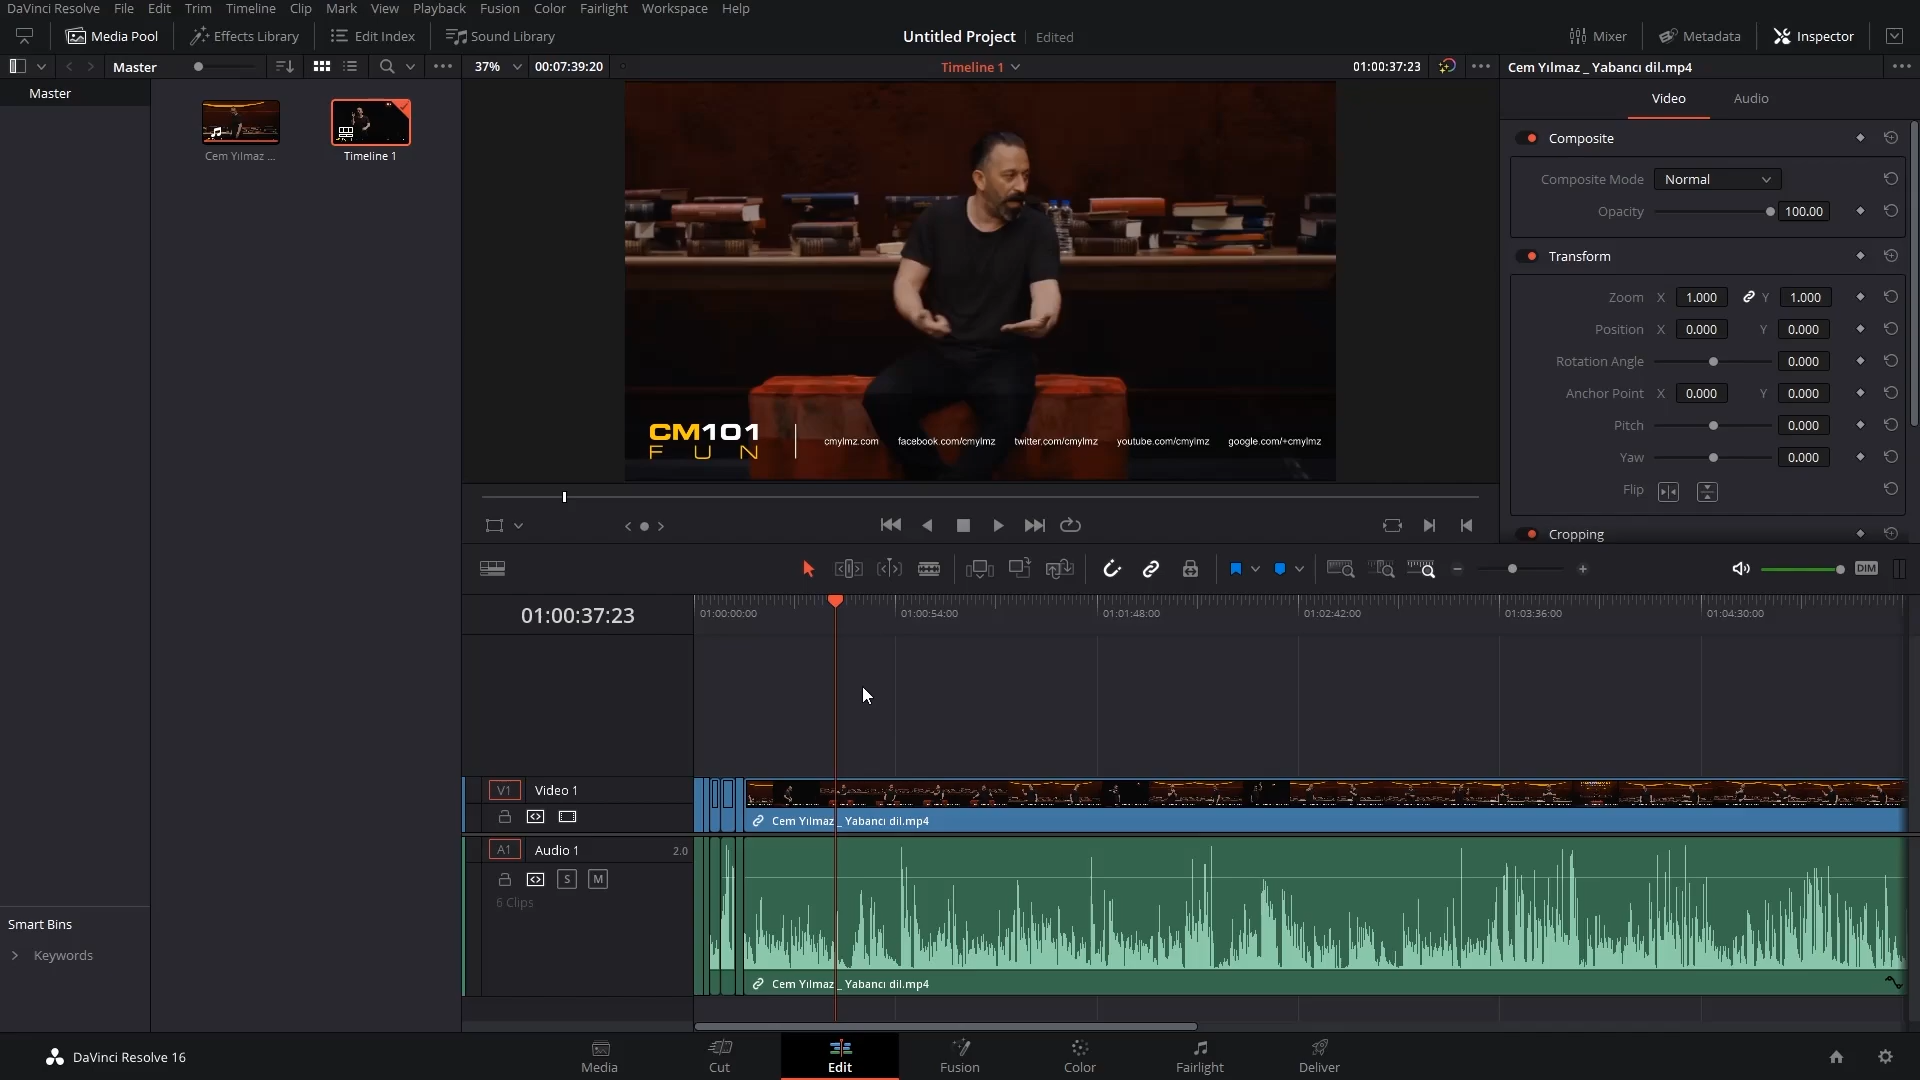 DaVinci Resolve File Edit Trim Timeline Clip Mark View Playback Fusion Color Fairlight Workspace Help
Media Pool Effects Library Edit Index Sound Library Untitled Project Edited Mixer Metadata Inspector
Master 37% 00:07:39:20 Timeline 1 01:00:37:23 Cem Yılmaz _ Yabancı dil.mp4
Master
Cem Yılmaz ... Timeline 1
Video Audio
Composite
Composite Mode Normal
Opacity 100.00
Transform
Zoom X 1.000 Y 1.000
Position X 0.000 Y 0.000
Rotation Angle 0.000
Anchor Point X 0.000 Y 0.000
Pitch 0.000
Yaw 0.000
Flip
Cropping
CM101
FUN
cmylmz.com facebook.com/cmylmz twitter.com/cmylmz youtube.com/cmylmz google.com/+cmylmz
DIM
01:00:37:23
01:00:00:00 01:00:54:00 01:01:48:00 01:02:42:00 01:03:36:00 01:04:30:00
V1 Video 1
Cem Yılmaz _ Yabancı dil.mp4
A1 Audio 1 2.0
S M
6 Clips
Cem Yılmaz _ Yabancı dil.mp4
Smart Bins
Keywords
DaVinci Resolve 16
Media Cut Edit Fusion Color Fairlight Deliver